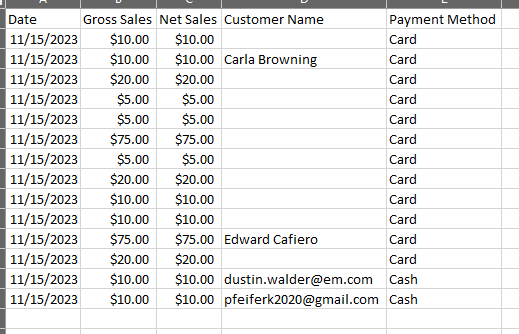 Date Gross Sales Net Sales Customer Name Payment Method
11/15/2023 $10.00 $10.00 Card
11/15/2023 $10.00 $10.00 Carla Browning Card
11/15/2023 $20.00 $20.00 Card
11/15/2023 $5.00 $5.00 Card
11/15/2023 $5.00 $5.00 Card
11/15/2023 $75.00 $75.00 Card
11/15/2023 $5.00 $5.00 Card
11/15/2023 $20.00 $20.00 Card
11/15/2023 $10.00 $10.00 Card
11/15/2023 $10.00 $10.00 Card
11/15/2023 $75.00 $75.00 Edward Cafiero Card
11/15/2023 $20.00 $20.00 Card
11/15/2023 $10.00 $10.00 dustin.walder@em.com Cash
11/15/2023 $10.00 $10.00 pfeiferk2020@gmail.com Cash